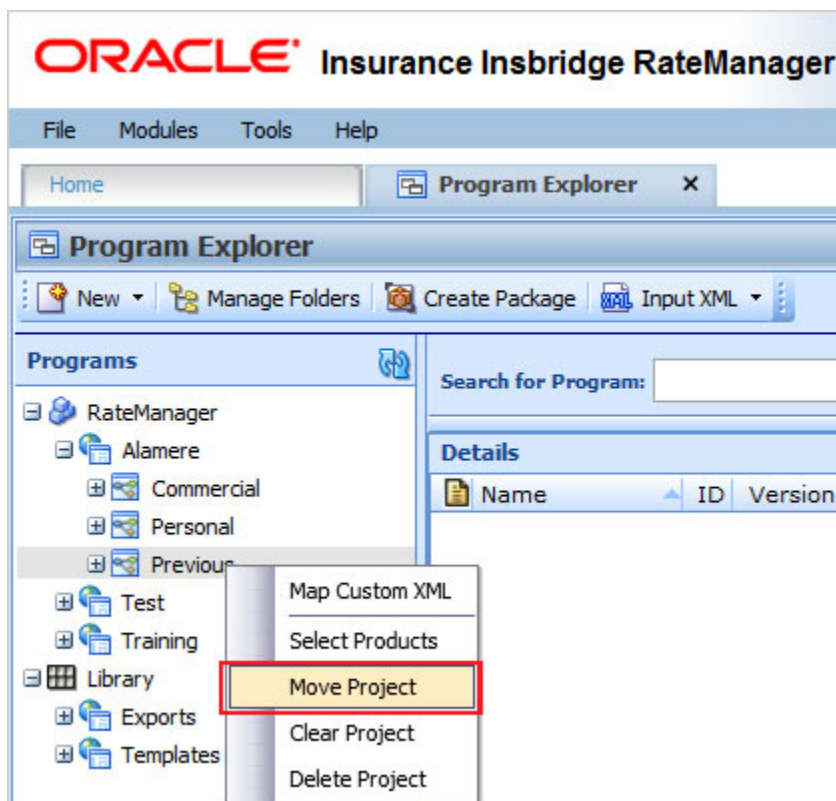 ORACLE Insurance Insbridge RateManager
File Modules Tools Help
Home Program Explorer x
Program Explorer
New Manage Folders Create Package XML Input XML
Programs
Search for Program:
RateManager
Alamere
Commercial
Personal
Previous
Test
Training
Library
Exports
Templates
Details
Name ID Version
Map Custom XML
Select Products
Move Project
Clear Project
Delete Project